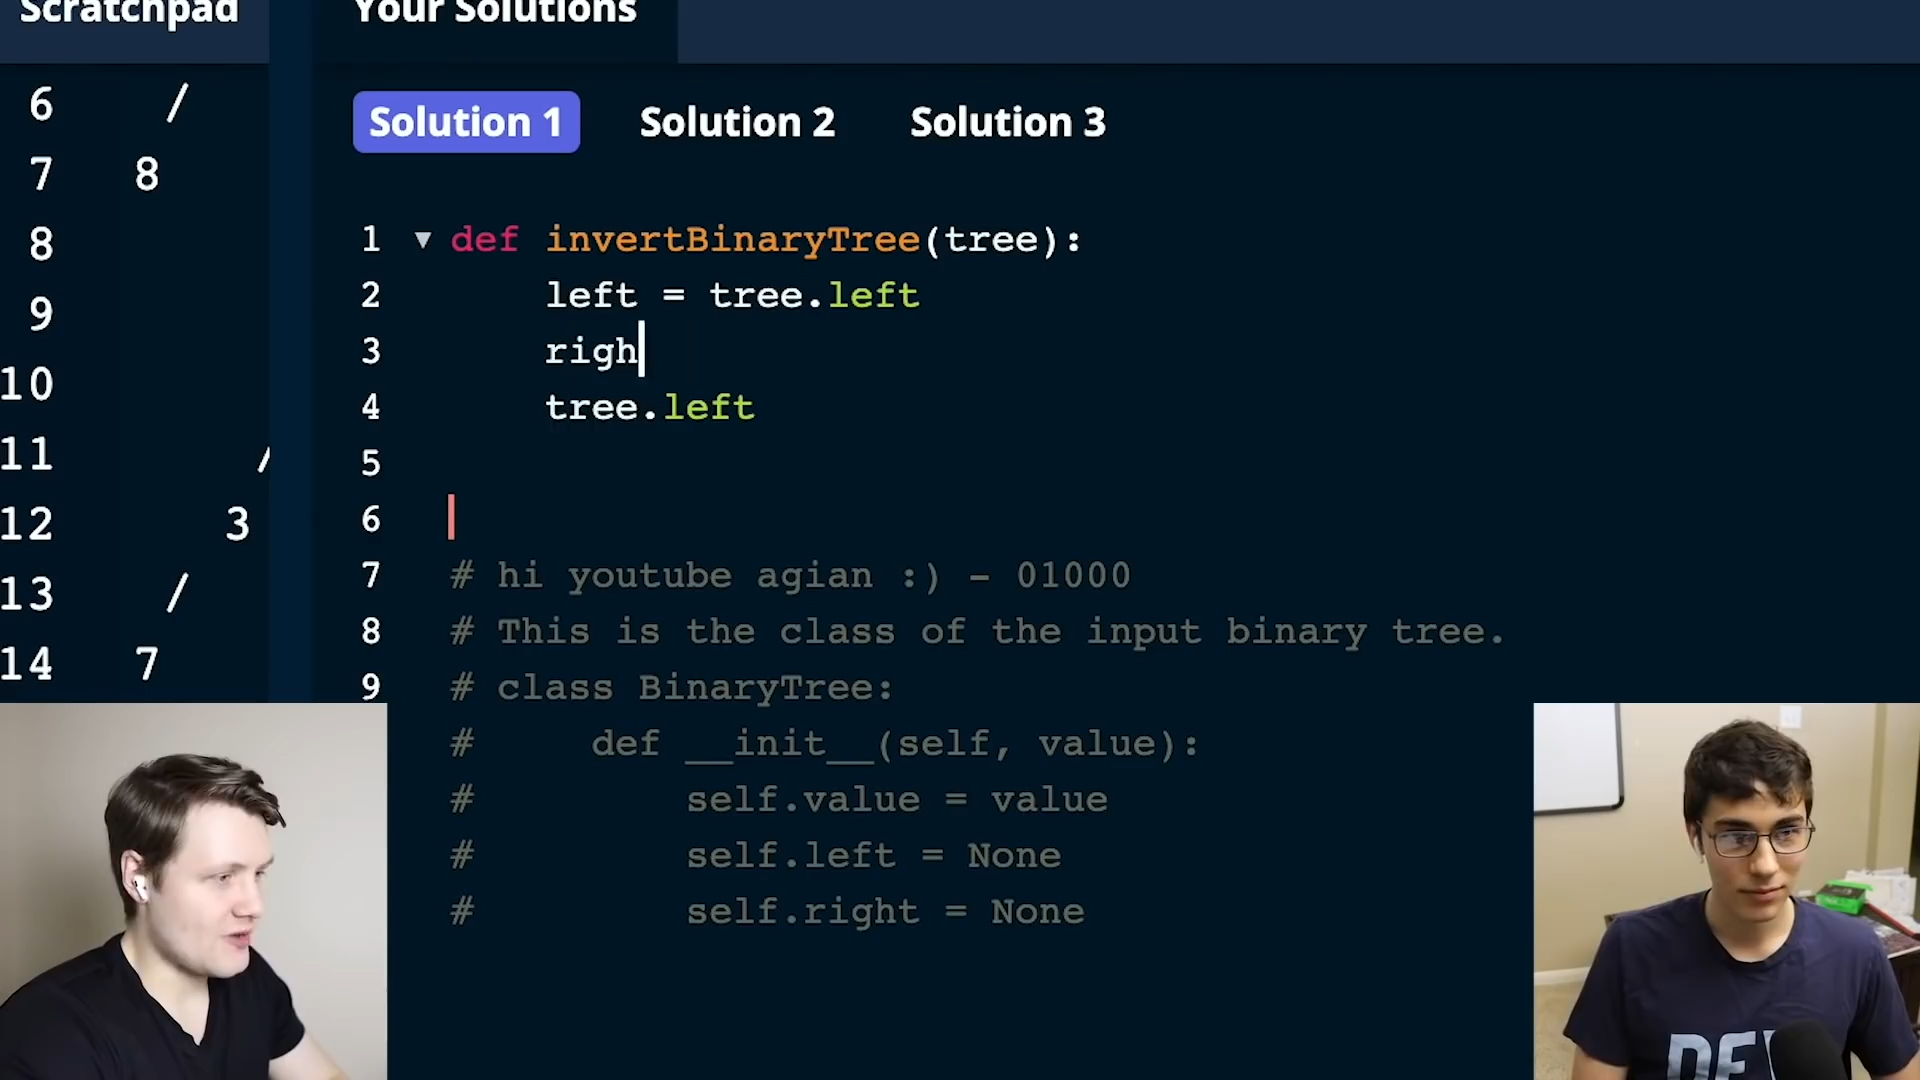 Scratchpad
Your Solutions
6 /
7 8
8
9
10
11 /
12 3
13 /
14 7
Solution 1 Solution 2 Solution 3
1 ▼ def invertBinaryTree(tree):
2 left = tree.left
3 righ
4 tree.left
5
6
7 # hi youtube agian :) - 01000
8 # This is the class of the input binary tree.
9 # class BinaryTree:
# def __init__(self, value):
# self.value = value
# self.left = None
# self.right = None